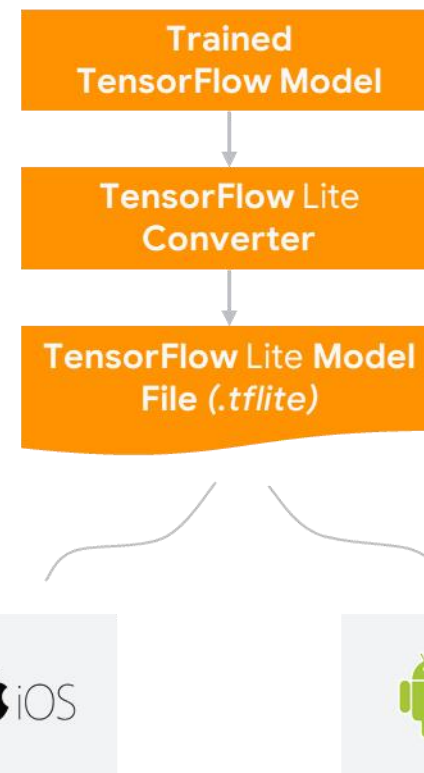 Trained
TensorFlow Model
TensorFlow Lite
Converter
TensorFlow Lite Model
File (.tflite)
iOS